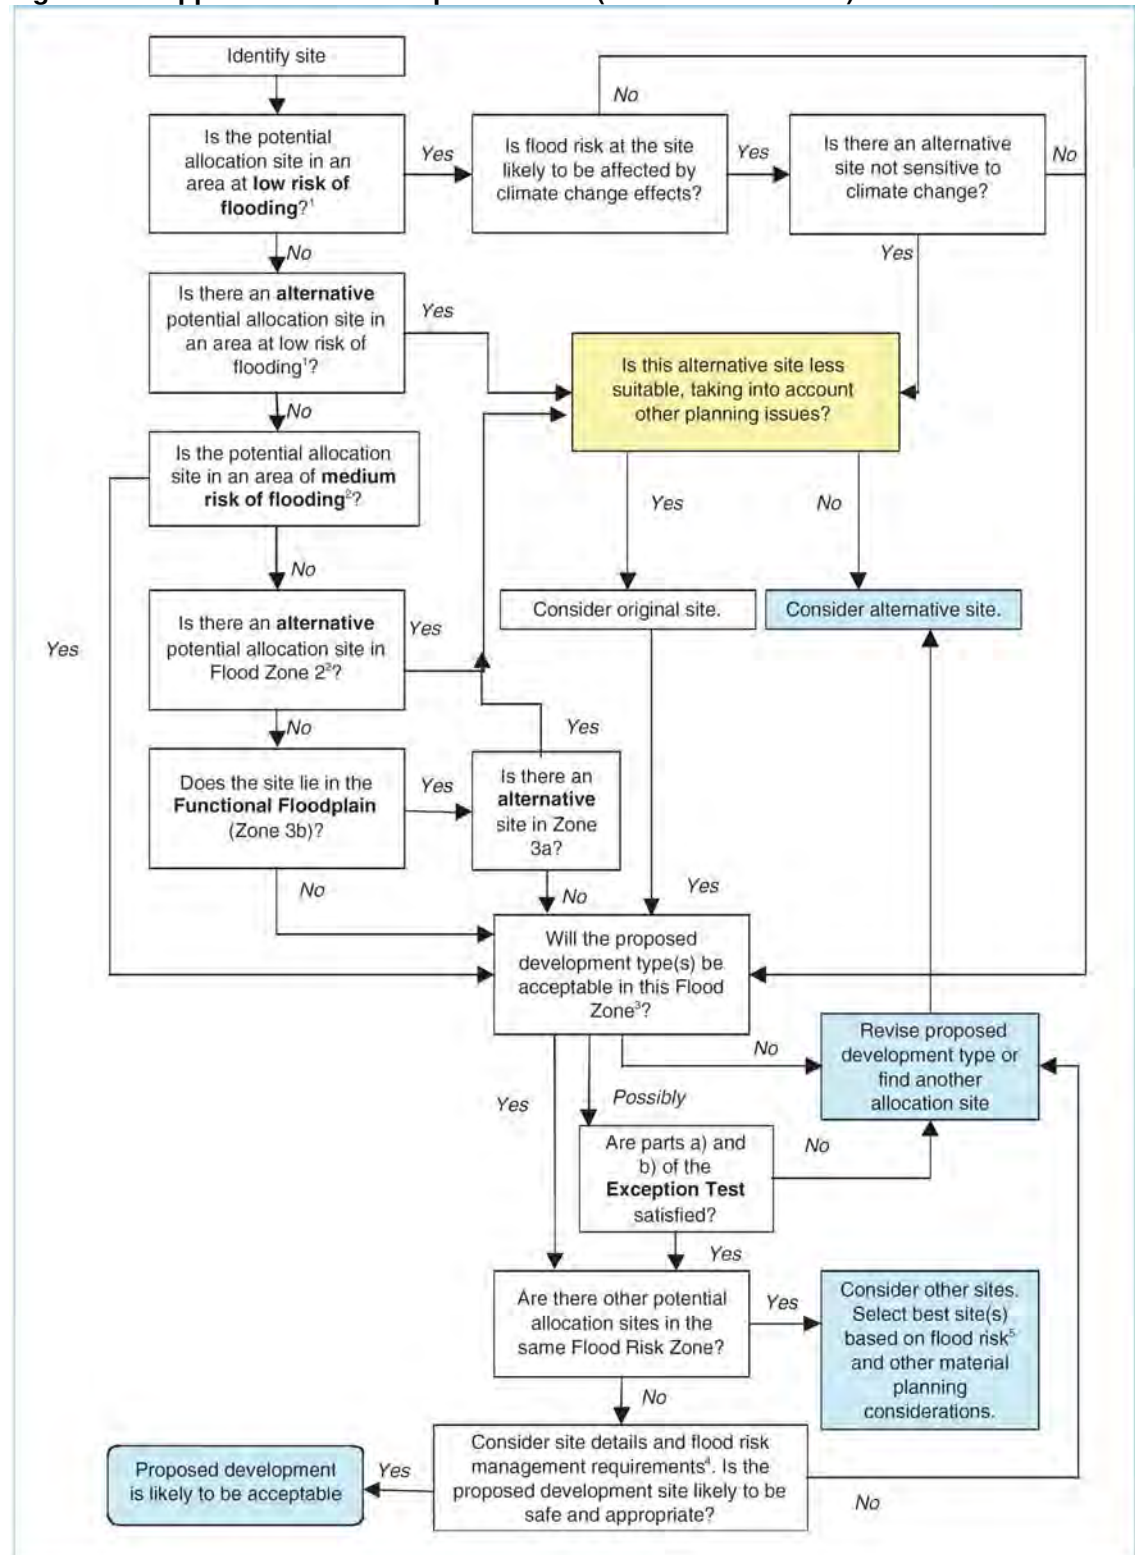 Identify site
No
Is the potential
allocation site in an
area at low risk of
flooding?¹
Yes
Is flood risk at the site
likely to be affected by
climate change effects?
Yes
Is there an alternative
site not sensitive to
climate change?
No
No
Yes
Is there an alternative
potential allocation site in
an area at low risk of
flooding¹?
Yes
Is this alternative site less
suitable, taking into account
other planning issues?
No
Is the potential allocation
site in an area of medium
risk of flooding²?
Yes
No
No
Consider original site.
Consider alternative site.
Is there an alternative
potential allocation site in
Flood Zone 2²?
Yes
Yes
No
Yes
Does the site lie in the
Functional Floodplain
(Zone 3b)?
Yes
Is there an
alternative
site in Zone
3a?
No
No
Yes
Will the proposed
development type(s) be
acceptable in this Flood
Zone³?
No
Revise proposed
development type or
find another
allocation site
Yes
Possibly
Are parts a) and
b) of the
Exception Test
satisfied?
No
Yes
Are there other potential
allocation sites in the
same Flood Risk Zone?
Yes
Consider other sites.
Select best site(s)
based on flood risk⁵
and other material
planning
considerations.
No
Consider site details and flood risk
management requirements⁴. Is the
proposed development site likely to be
safe and appropriate?
Yes
Proposed development
is likely to be acceptable
No